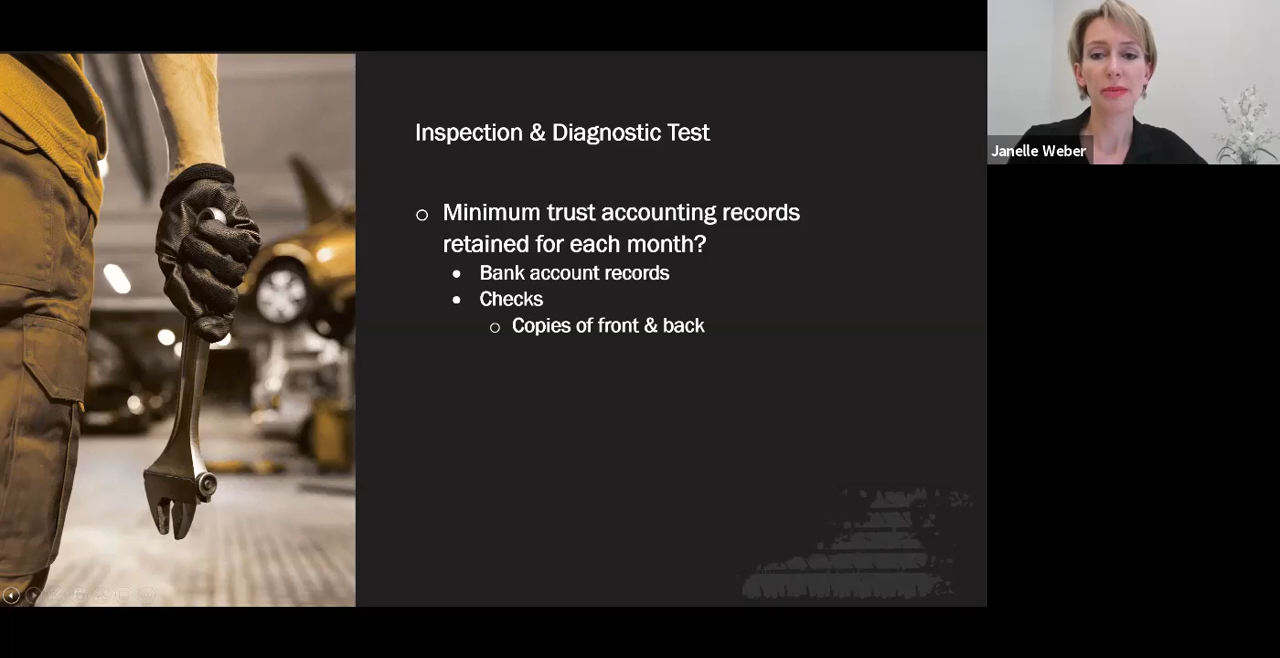 Inspection & Diagnostic Test
Minimum trust accounting records
retained for each month?
Bank account records
Checks
Copies of front & back
Janelle Weber